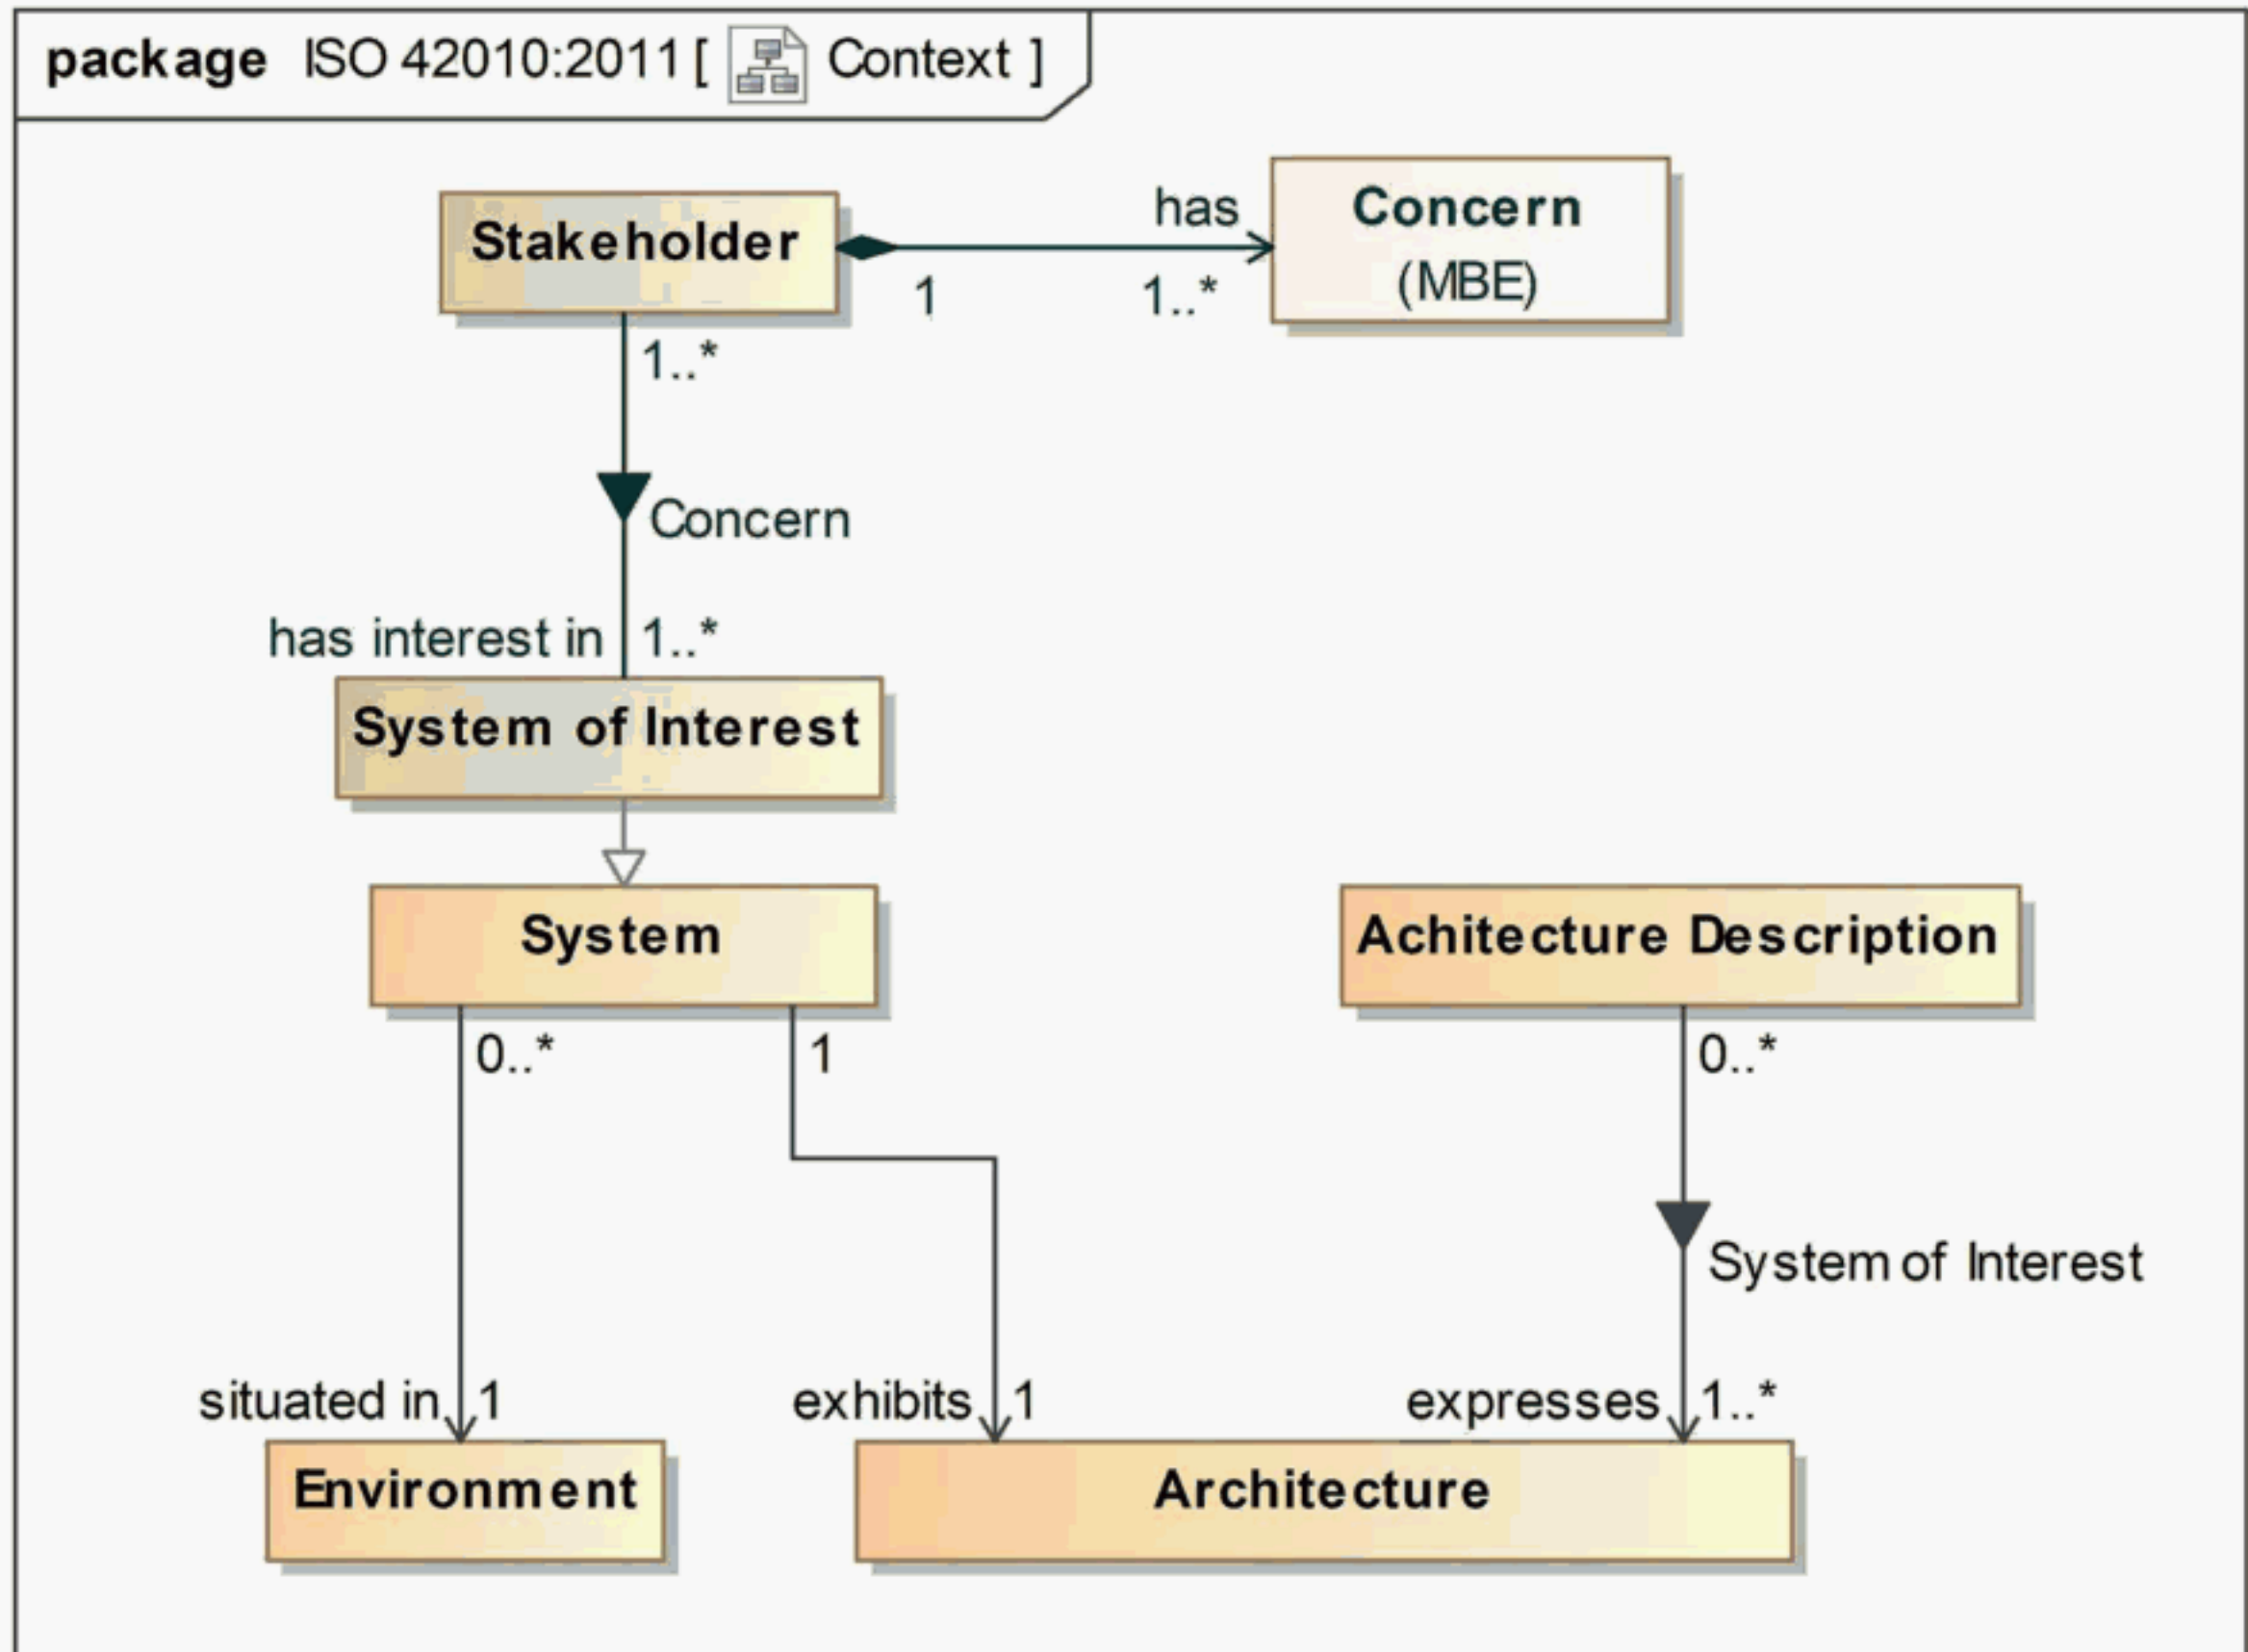 package ISO 42010:2011 [ Context ]
Stakeholder
has
Concern
(MBE)
1
1..*
1..*
Concern
has interest in
1..*
System of Interest
System
Achitecture Description
0..*
1
0..*
System of Interest
situated in
1
exhibits
1
expresses
1..*
Environment
Architecture